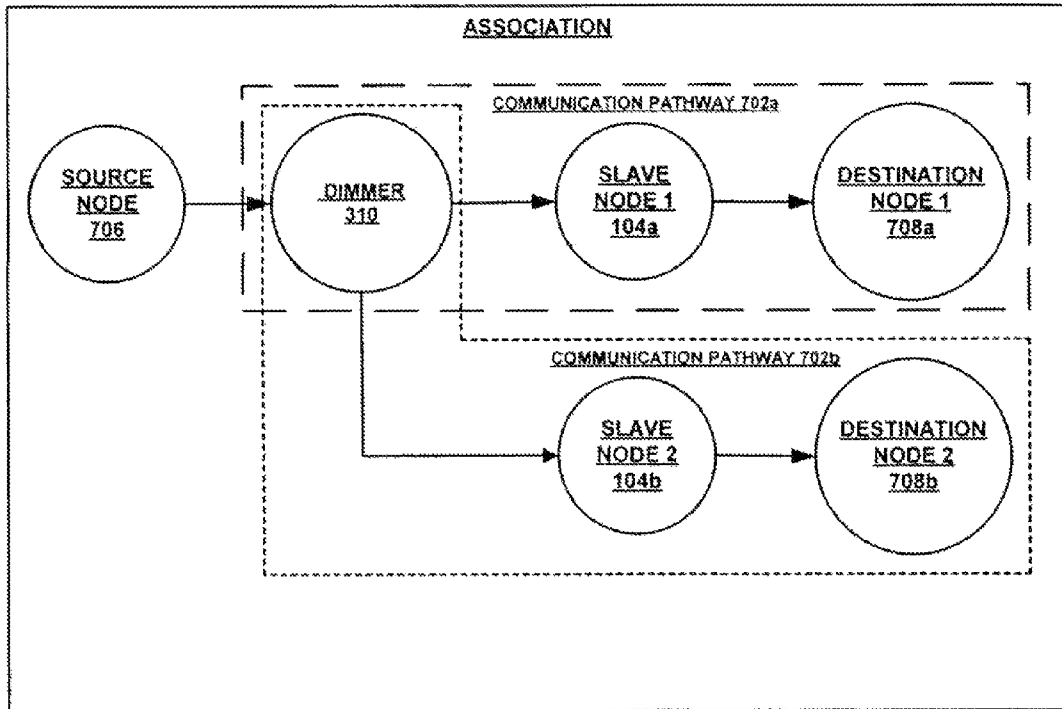 ASSOCIATION
COMMUNICATION PATHWAY 702a
SOURCE
NODE
706
DIMMER
310
SLAVE
NODE 1
104a
DESTINATION
NODE 1
708a
COMMUNICATION PATHWAY 702b
SLAVE
NODE 2
104b
DESTINATION
NODE 2
708b